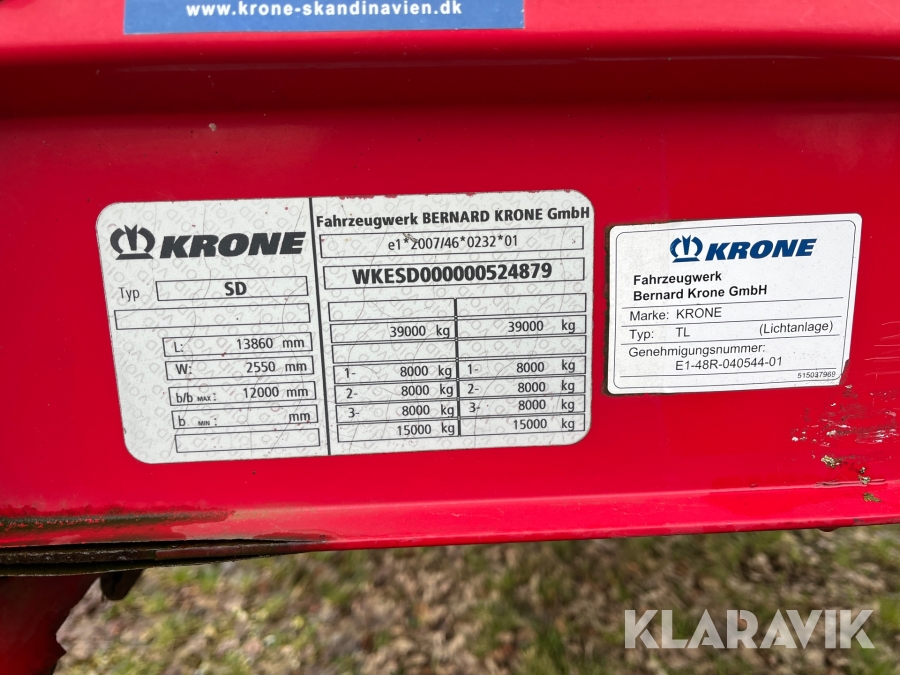 www.krone-skandinavien.dk
KRONE
Typ SD
L: 13860 mm
W: 2550 mm
b/b MAX: 12000 mm
b MIN: mm
Fahrzeugwerk BERNARD KRONE GmbH
e1*2007/46*0232*01
WKESD000000524879
39000 kg 39000 kg
1- 8000 kg 1- 8000 kg
2- 8000 kg 2- 8000 kg
3- 8000 kg 3- 8000 kg
15000 kg 15000 kg
KRONE
Fahrzeugwerk
Bernard Krone GmbH
Marke: KRONE
Typ: TL (Lichtanlage)
Genehmigungsnummer:
E1-48R-040544-01
515037969
KLARAVIK